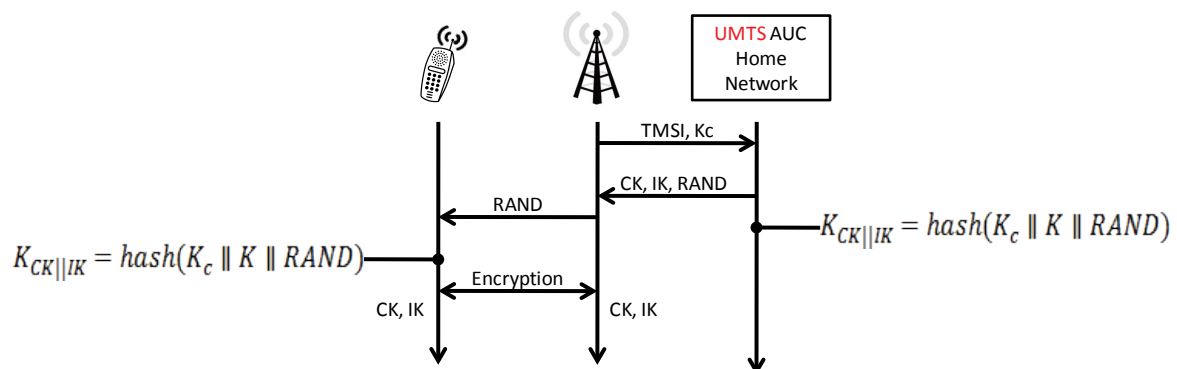 UMTS AUC
Home
Network
TMSI, Kc
CK, IK, RAND
RAND
K_{CK||IK} = hash(K_c ∥ K ∥ RAND)
K_{CK||IK} = hash(K_c ∥ K ∥ RAND)
Encryption
CK, IK
CK, IK